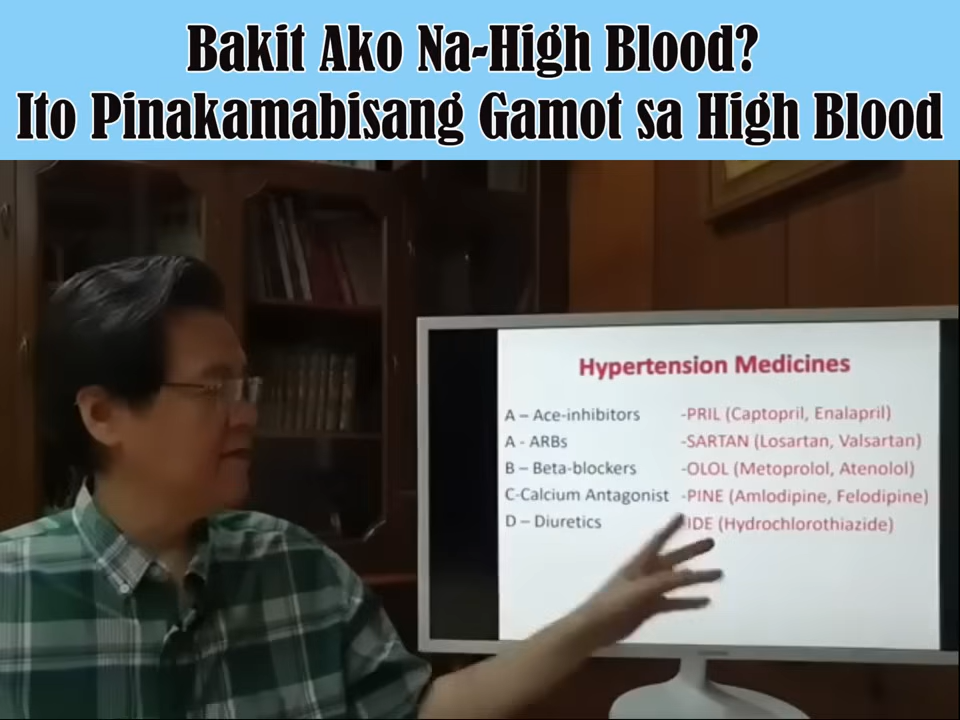 Bakit Ako Na-High Blood?
Ito Pinakamabisang Gamot sa High Blood
Hypertension Medicines
A – Ace-inhibitors -PRIL (Captopril, Enalapril)
A - ARBs -SARTAN (Losartan, Valsartan)
B – Beta-blockers -OLOL (Metoprolol, Atenolol)
C-Calcium Antagonist -PINE (Amlodipine, Felodipine)
D – Diuretics IDE (Hydrochlorothiazide)